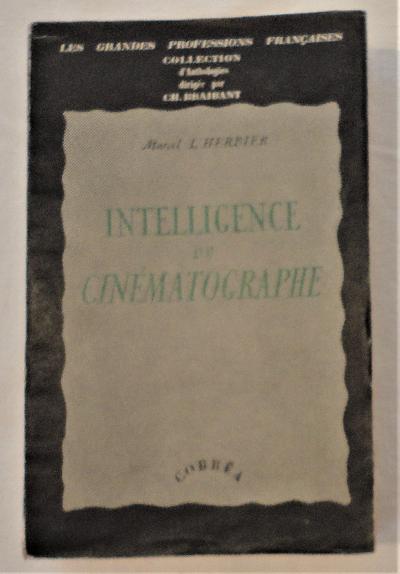 LES GRANDES PROFESSIONS FRANÇAISES
COLLECTION
d'Anthologies
dirigée par
CH. BRAIBANT
Marcel L'HERBIER
INTELLIGENCE
DU
CINÉMATOGRAPHE
CORRÊA